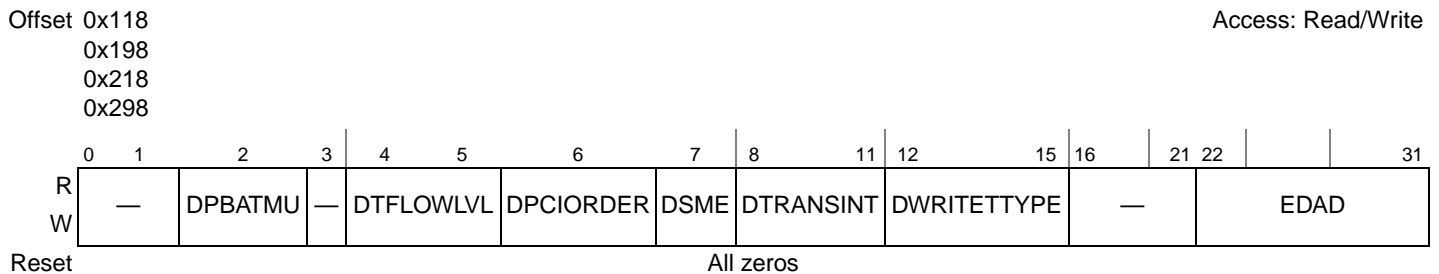 Offset 0x118 Access: Read/Write
0x198
0x218
0x298
0 1 2 3 4 5 6 7 8 11 12 15 16 21 22 31
R
W
— DPBATMU — DTFLOWLVL DPCIORDER DSME DTRANSINT DWRITETTYPE — EDAD
Reset All zeros